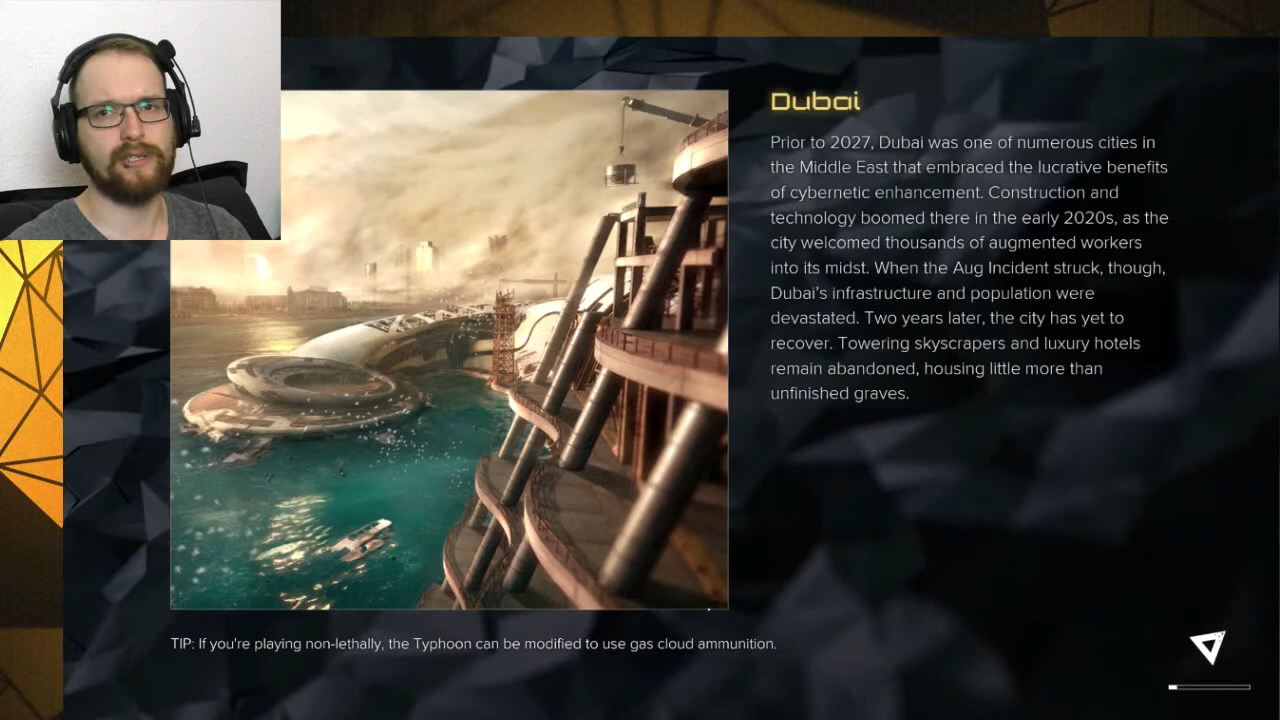 Dubai
Prior to 2027, Dubai was one of numerous cities in
the Middle East that embraced the lucrative benefits
of cybernetic enhancement. Construction and
technology boomed there in the early 2020s, as the
city welcomed thousands of augmented workers
into its midst. When the Aug Incident struck, though,
Dubai's infrastructure and population were
devastated. Two years later, the city has yet to
recover. Towering skyscrapers and luxury hotels
remain abandoned, housing little more than
unfinished graves.
TIP: If you're playing non-lethally, the Typhoon can be modified to use gas cloud ammunition.